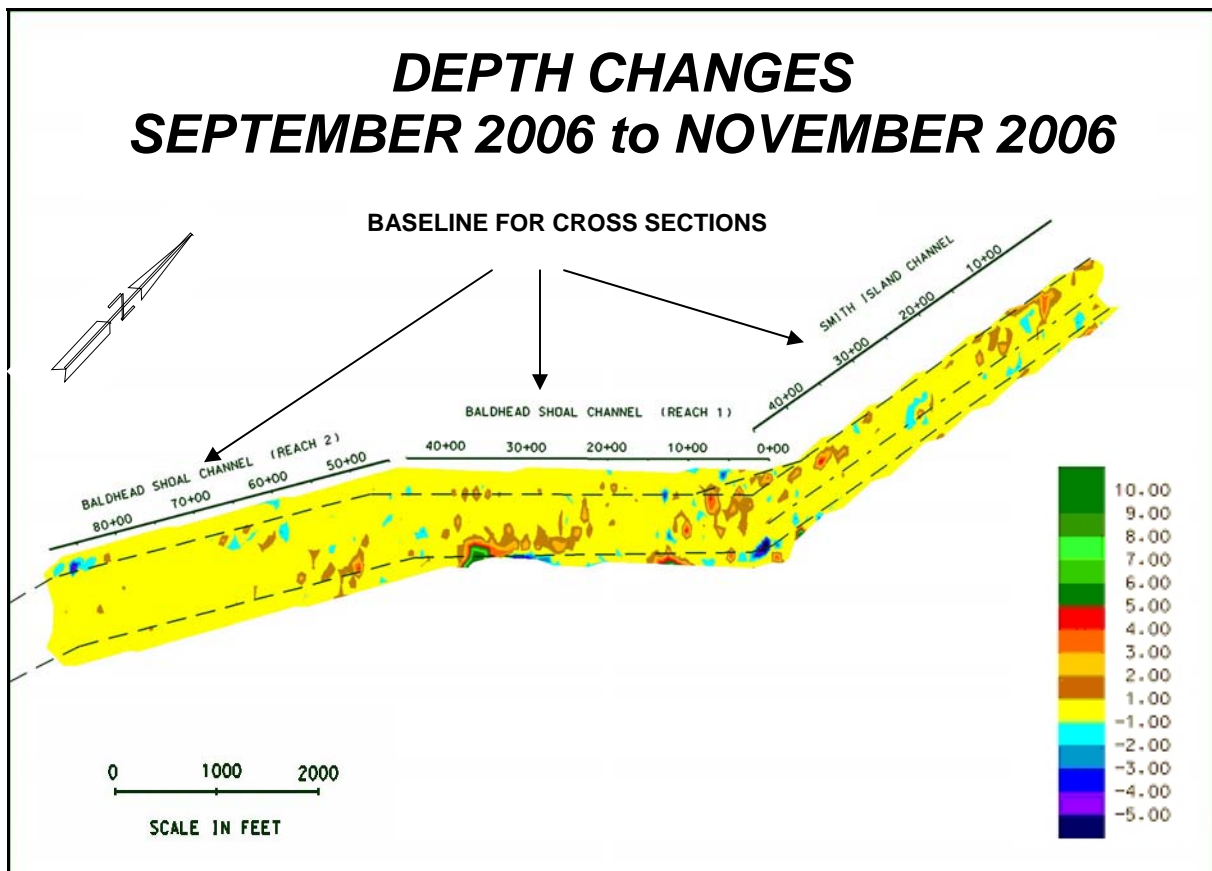 DEPTH CHANGES
SEPTEMBER 2006 to NOVEMBER 2006
BASELINE FOR CROSS SECTIONS
N
SMITH ISLAND CHANNEL
10+00
20+00
30+00
40+00
BALDHEAD SHOAL CHANNEL (REACH 1)
40+00 30+00 20+00 10+00 0+00
BALDHEAD SHOAL CHANNEL (REACH 2)
80+00 70+00 60+00 50+00
10.00
9.00
8.00
7.00
6.00
5.00
4.00
3.00
2.00
1.00
-1.00
-2.00
-3.00
-4.00
-5.00
0 1000 2000
SCALE IN FEET